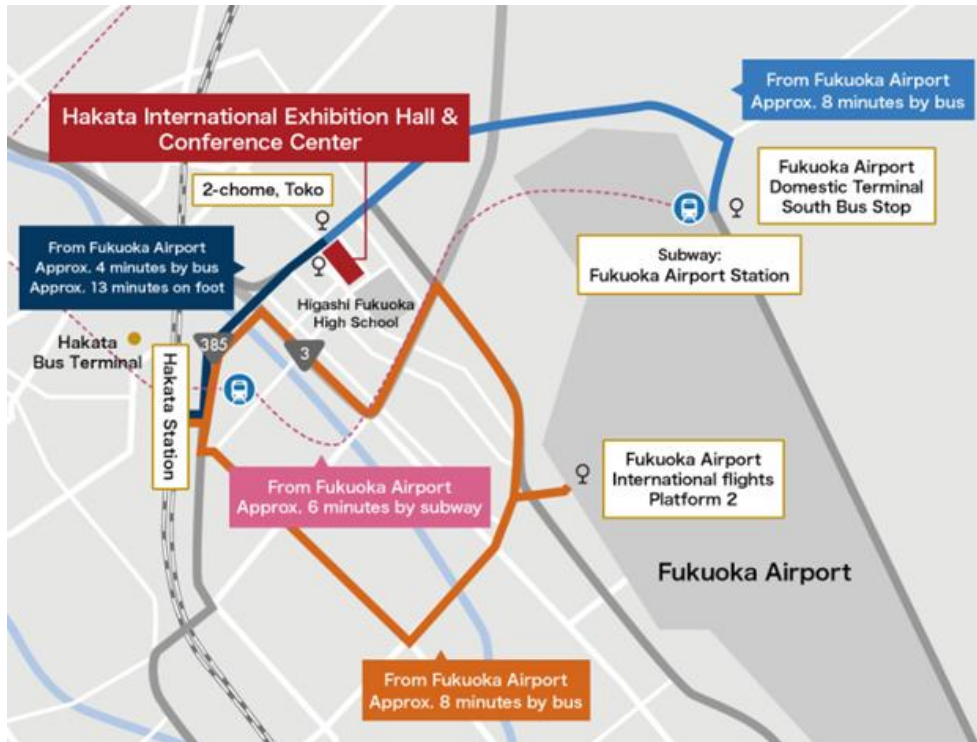 From Fukuoka Airport
Approx. 8 minutes by bus
Hakata International Exhibition Hall &
Conference Center
2-chome, Toko
Fukuoka Airport
Domestic Terminal
South Bus Stop
From Fukuoka Airport
Approx. 4 minutes by bus
Approx. 13 minutes on foot
Subway:
Fukuoka Airport Station
Higashi Fukuoka
High School
Hakata
Bus Terminal
385
3
Hakata Station
From Fukuoka Airport
Approx. 6 minutes by subway
Fukuoka Airport
International flights
Platform 2
Fukuoka Airport
From Fukuoka Airport
Approx. 8 minutes by bus